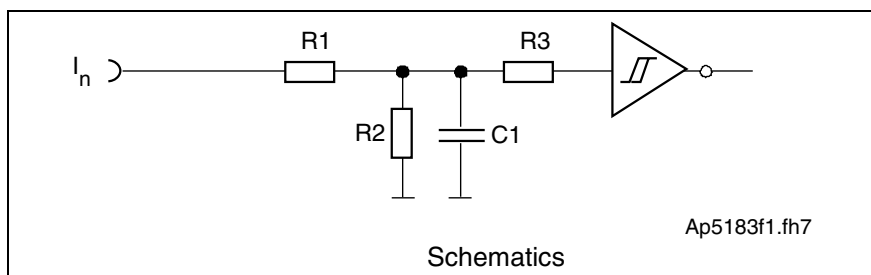 R1
R3
In
R2
C1
Ap5183f1.fh7
Schematics